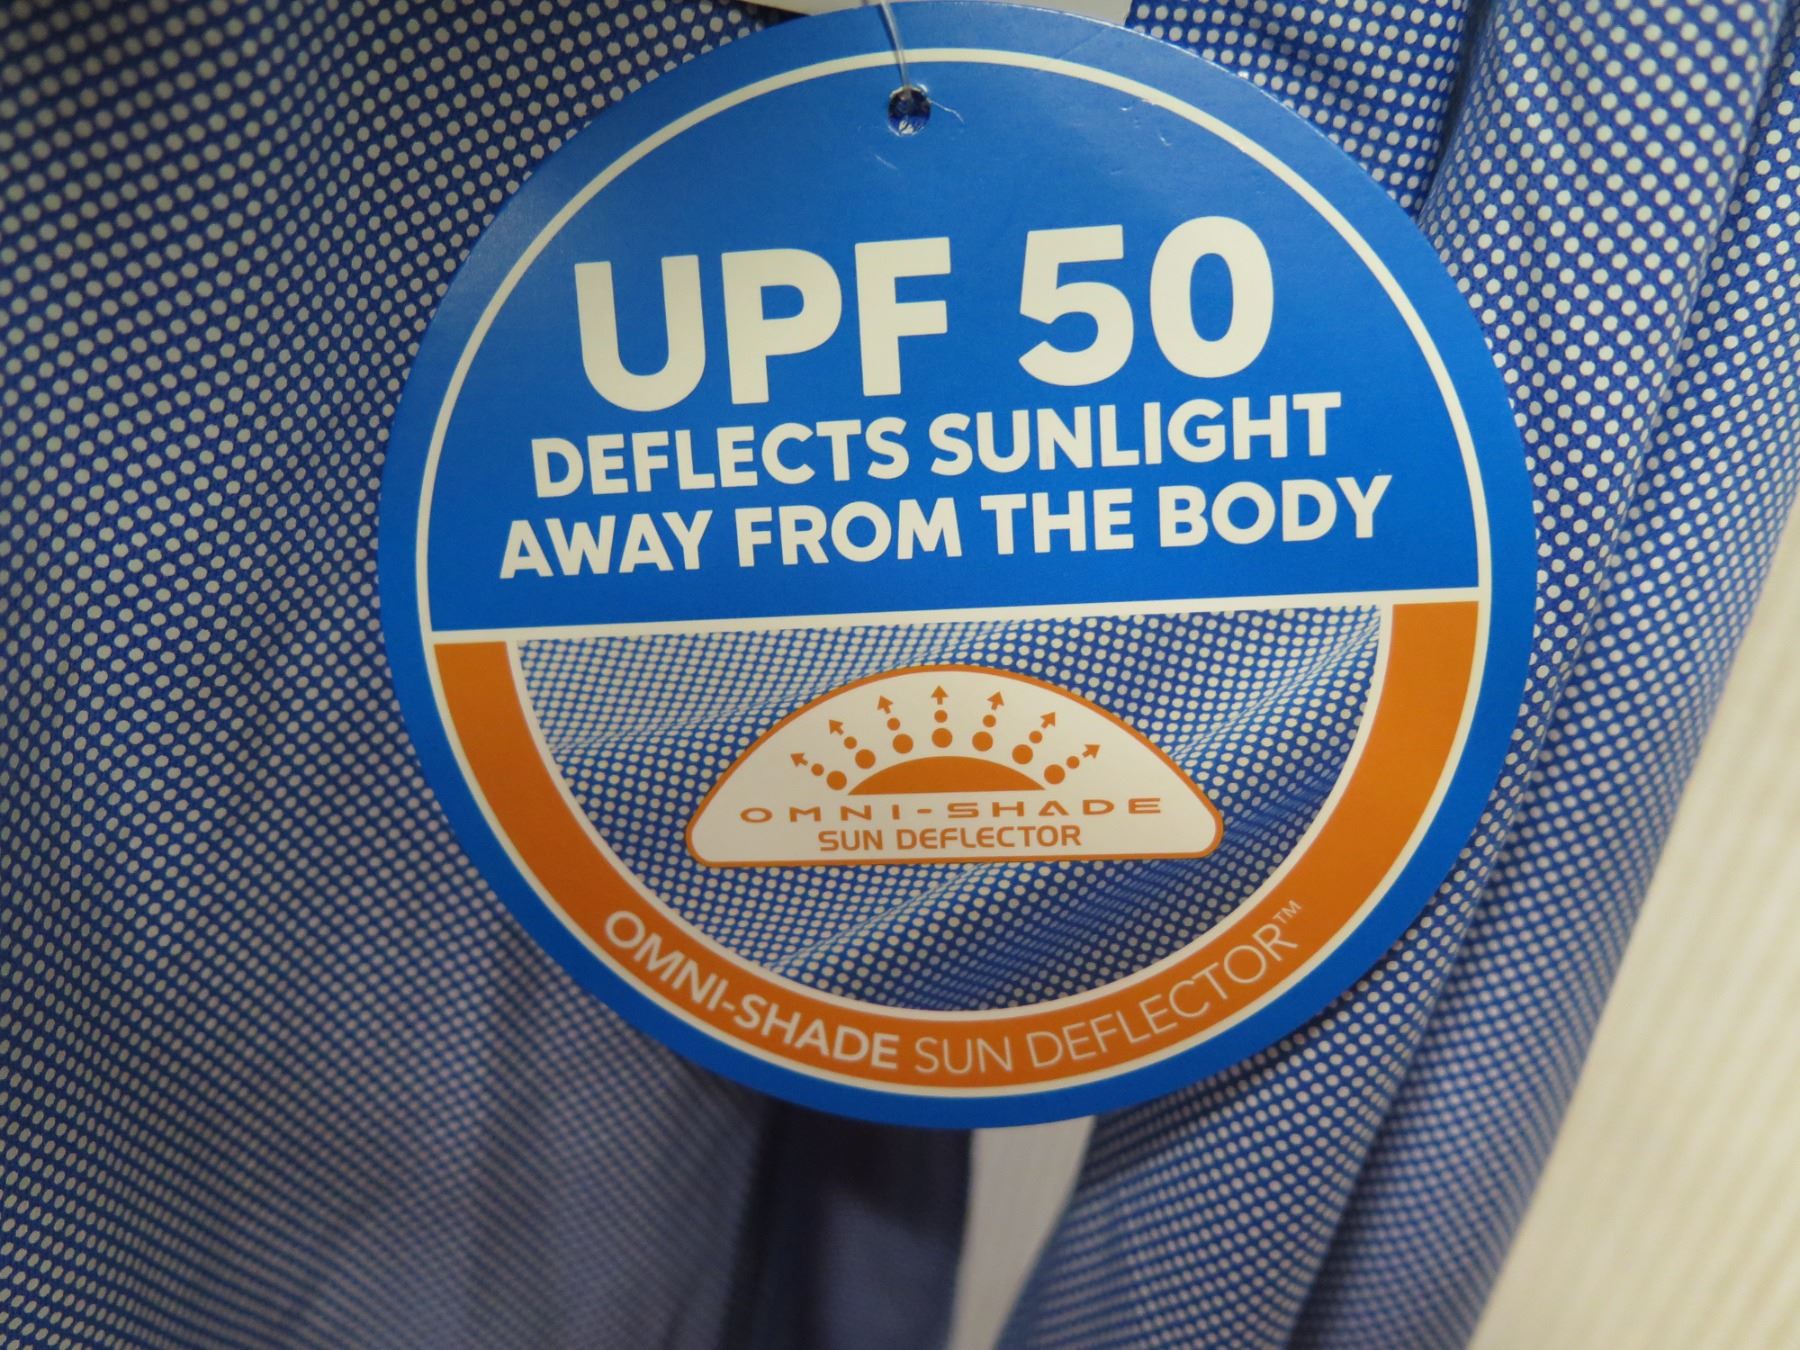 UPF 50
DEFLECTS SUNLIGHT
AWAY FROM THE BODY
OMNI-SHADE
SUN DEFLECTOR
OMNI-SHADE SUN DEFLECTOR™